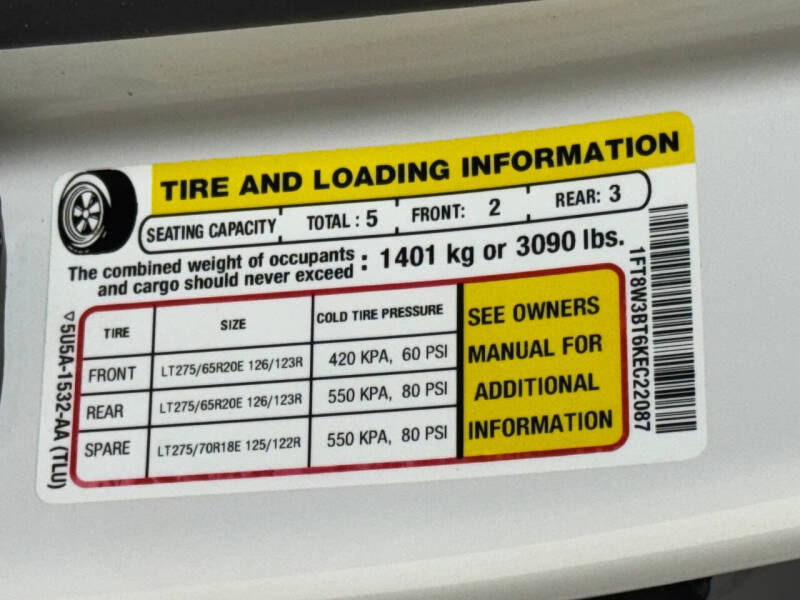 TIRE AND LOADING INFORMATION
SEATING CAPACITY TOTAL : 5 FRONT: 2 REAR: 3
The combined weight of occupants
and cargo should never exceed : 1401 kg or 3090 lbs.
TIRE SIZE COLD TIRE PRESSURE
FRONT LT275/65R20E 126/123R 420 KPA, 60 PSI
REAR LT275/65R20E 126/123R 550 KPA, 80 PSI
SPARE LT275/70R18E 125/122R 550 KPA, 80 PSI
SEE OWNERS
MANUAL FOR
ADDITIONAL
INFORMATION
1FT8W3BT6KEC22087
▽5U5A-1532-AA (TLU)